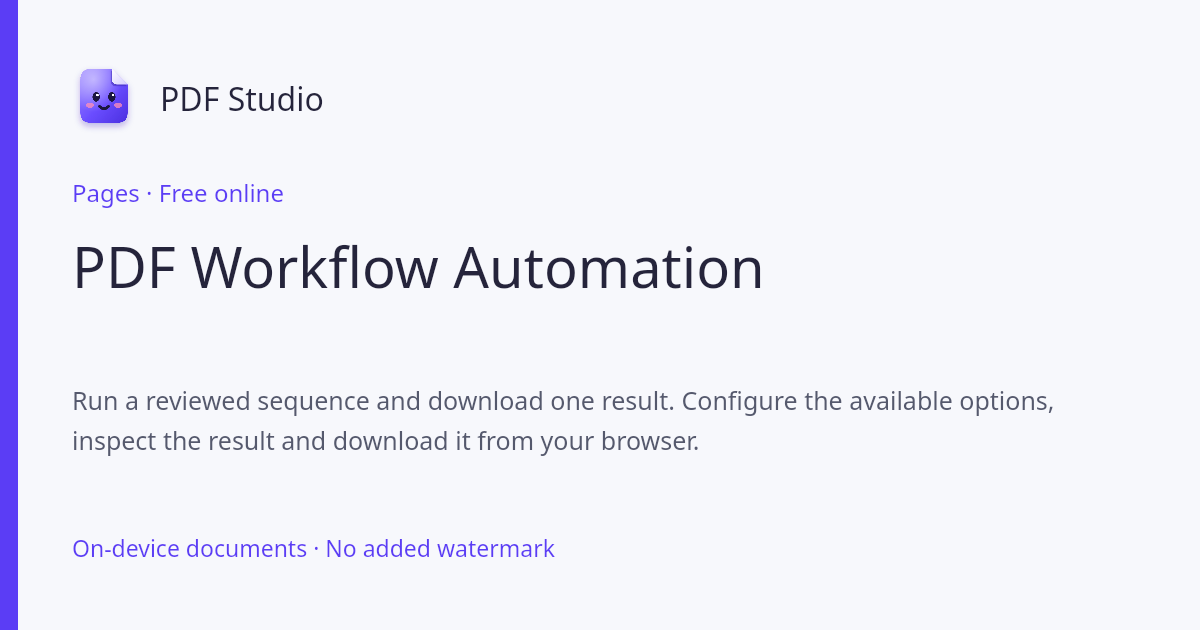 PDF Studio
Pages · Free online
PDF Workflow Automation
Run a reviewed sequence and download one result. Configure the available options,
inspect the result and download it from your browser.
On-device documents · No added watermark